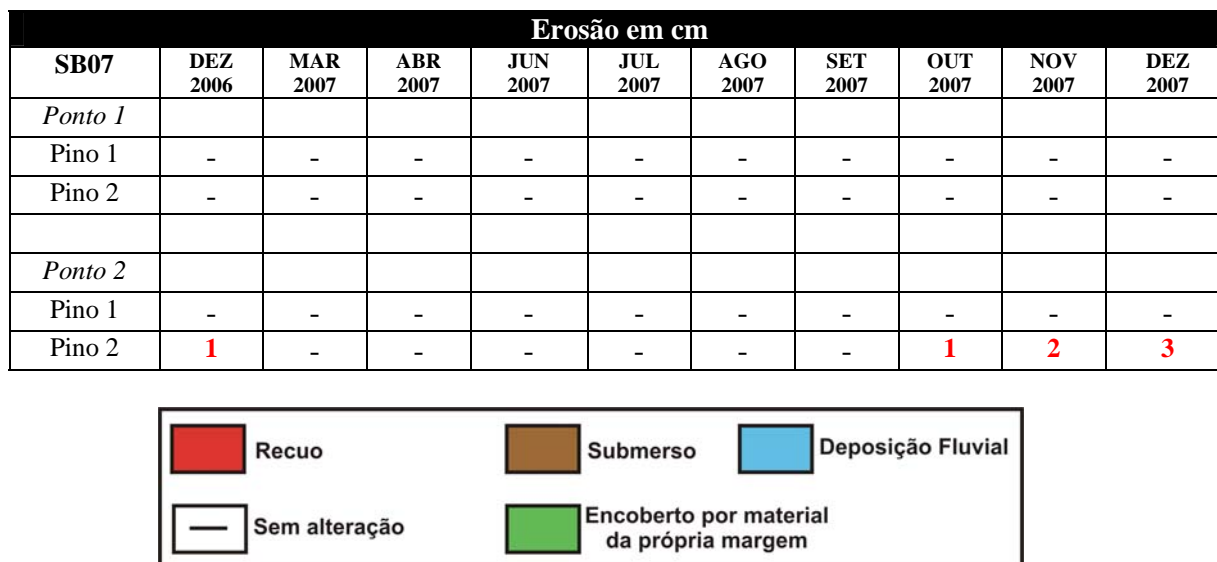 Erosão em cm
SB07 DEZ 2006 MAR 2007 ABR 2007 JUN 2007 JUL 2007 AGO 2007 SET 2007 OUT 2007 NOV 2007 DEZ 2007
Ponto 1
Pino 1 - - - - - - - - - -
Pino 2 - - - - - - - - - -
Ponto 2
Pino 1 - - - - - - - - - -
Pino 2 1 - - - - - - 1 2 3
Recuo Submerso Deposição Fluvial
Sem alteração Encoberto por material
da própria margem